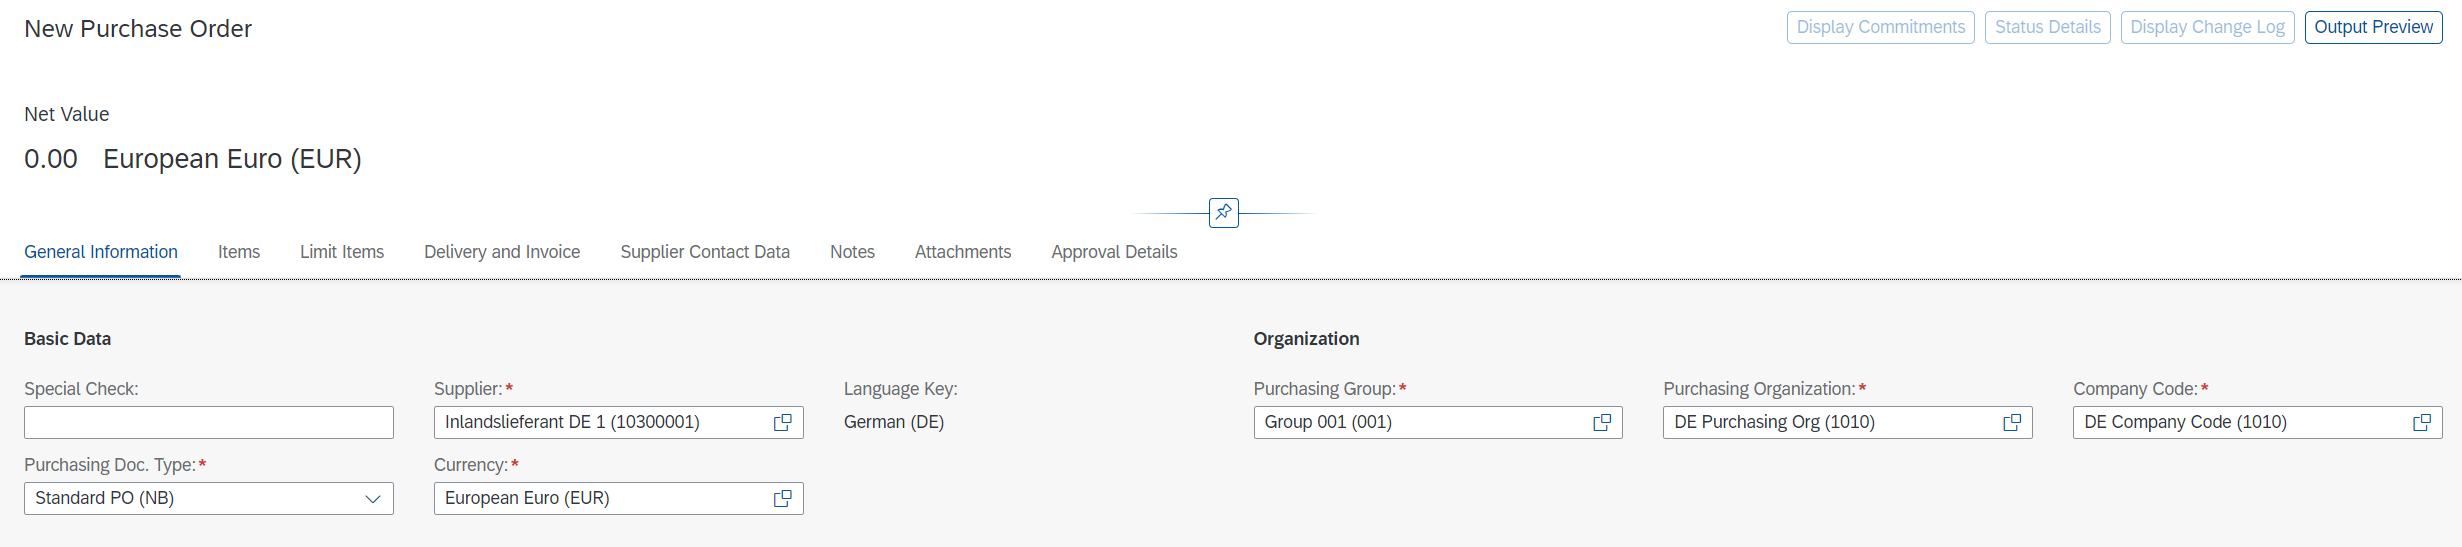 New Purchase Order
Display Commitments
Status Details
Display Change Log
Output Preview
Net Value
0.00 European Euro (EUR)
General Information
Items
Limit Items
Delivery and Invoice
Supplier Contact Data
Notes
Attachments
Approval Details
Basic Data
Special Check:
Supplier:*
Inlandslieferant DE 1 (10300001)
Language Key:
German (DE)
Purchasing Doc. Type:*
Standard PO (NB)
Currency:*
European Euro (EUR)
Organization
Purchasing Group:*
Group 001 (001)
Purchasing Organization:*
DE Purchasing Org (1010)
Company Code:*
DE Company Code (1010)